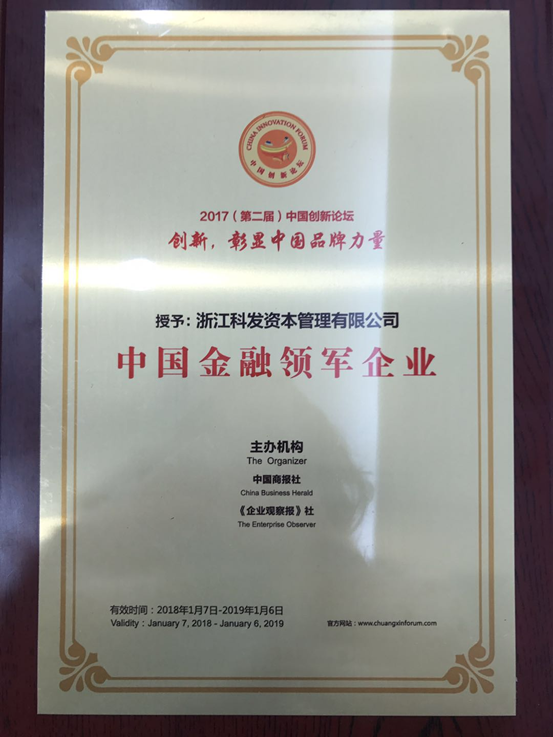 CHINA INNOVATION FORUM
中国创新论坛
2017（第二届）中国创新论坛
创新，彰显中国品牌力量
授予：浙江科发资本管理有限公司
中国金融领军企业
主办机构
The Organizer
中国商报社
China Business Herald
《企业观察报》社
The Enterprise Observer
有效时间：2018年1月7日-2019年1月6日
Validity：January 7, 2018 - January 6, 2019
官方网站：www.chuangxinforum.com